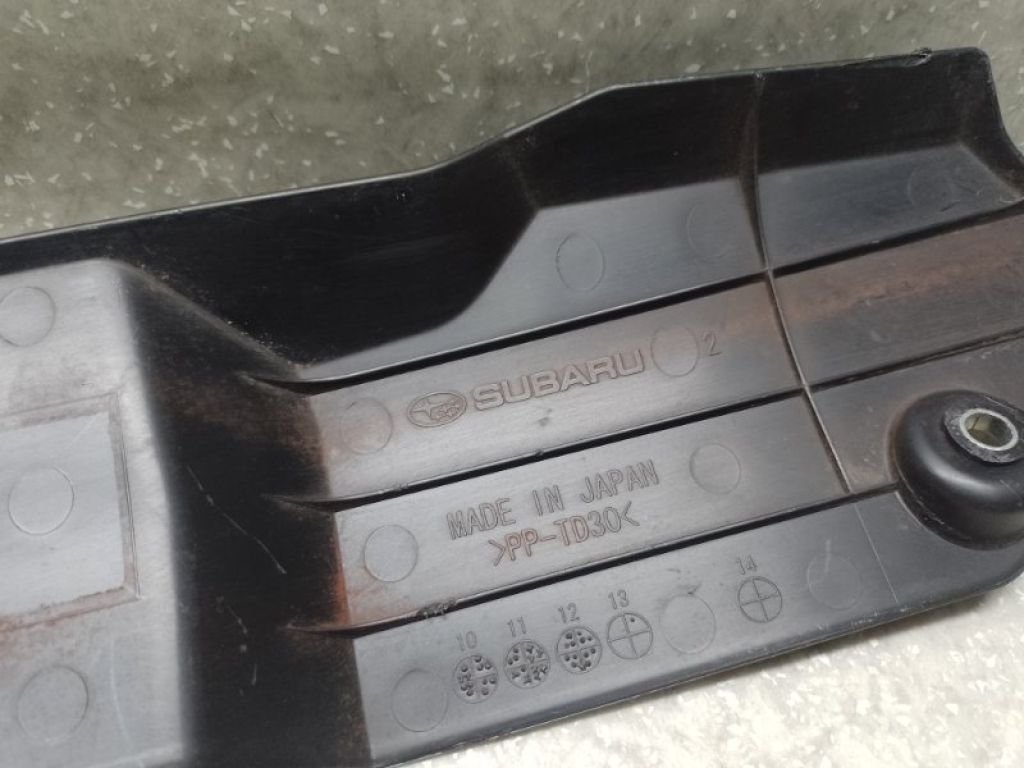 SUBARU 2
MADE IN JAPAN
>PP-TD30<
10 11 12 13 14